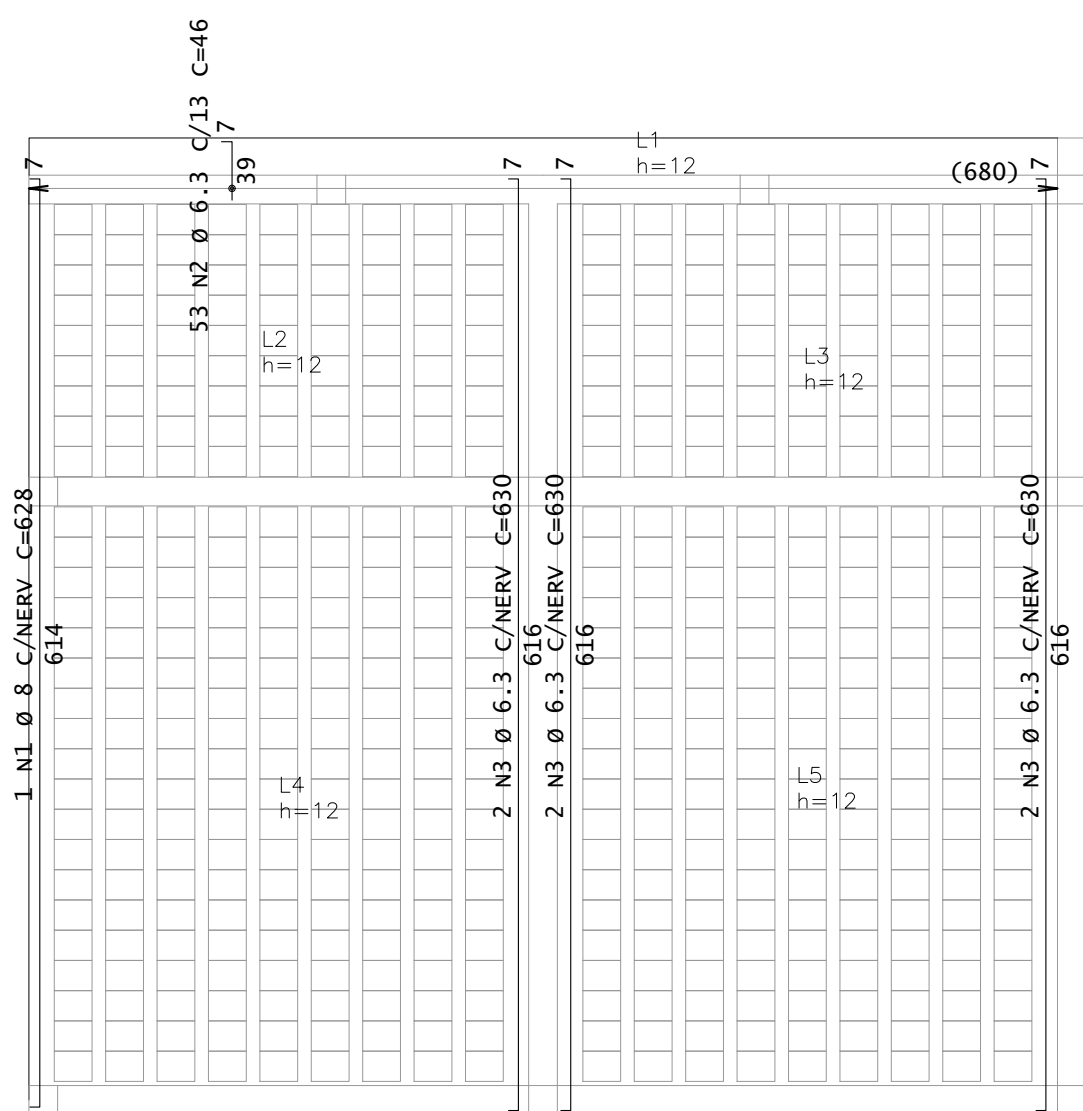 53 N2 Ø 6.3 C/13 C=46
7
39
L1
h=12
(680)
7
7
7
7
L2
h=12
L3
h=12
1 N1 Ø 8 C/NERV C=628
614
2 N3 Ø 6.3 C/NERV C=630
616
2 N3 Ø 6.3 C/NERV C=630
616
2 N3 Ø 6.3 C/NERV C=630
616
L4
h=12
L5
h=12